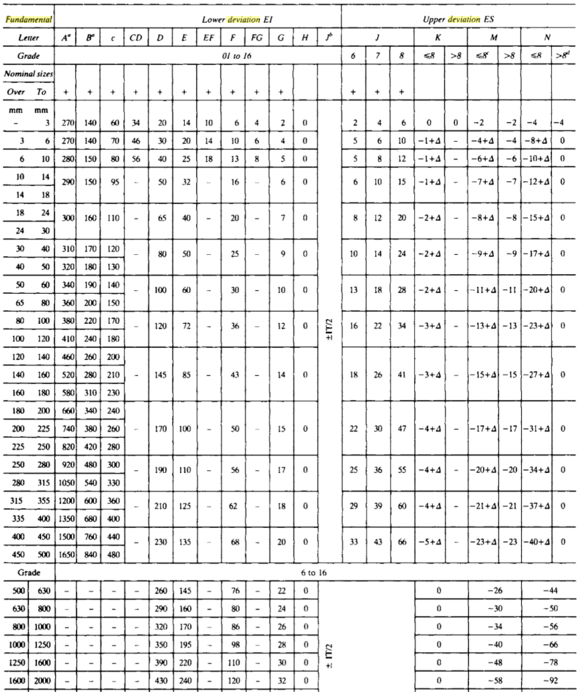 Fundamental Lower deviation EI Upper deviation ES
Letter Aᵃ Bᵃ c CD D E EF F FG G H Jᵇ J K M N
Grade 01 to 16 6 7 8 ≤8 >8 ≤8ᶜ >8 ≤8 >8ᵈ
Nominal sizes
Over To + + + + + + + + + + + + +
mm mm
– 3 270 140 60 34 20 14 10 6 4 2 0 2 4 6 0 0 −2 −2 −4 −4
3 6 270 140 70 46 30 20 14 10 6 4 0 5 6 10 −1+Δ – −4+Δ −4 −8+Δ 0
6 10 280 150 80 56 40 25 18 13 8 5 0 5 8 12 −1+Δ – −6+Δ −6 −10+Δ 0
10 14
290 150 95 – 50 32 – 16 – 6 0 6 10 15 −1+Δ – −7+Δ −7 −12+Δ 0
14 18
18 24
300 160 110 – 65 40 – 20 – 7 0 8 12 20 −2+Δ – −8+Δ −8 −15+Δ 0
24 30
30 40 310 170 120
– 80 50 – 25 – 9 0 10 14 24 −2+Δ – −9+Δ −9 −17+Δ 0
40 50 320 180 130
50 60 340 190 140
– 100 60 – 30 – 10 0 13 18 28 −2+Δ – −11+Δ −11 −20+Δ 0
65 80 360 200 150
80 100 380 220 170
– 120 72 – 36 – 12 0 ±IT/2 16 22 34 −3+Δ – −13+Δ −13 −23+Δ 0
100 120 410 240 180
120 140 460 260 200
140 160 520 280 210 – 145 85 – 43 – 14 0 18 26 41 −3+Δ – −15+Δ −15 −27+Δ 0
160 180 580 310 230
180 200 660 340 240
200 225 740 380 260 – 170 100 – 50 – 15 0 22 30 47 −4+Δ – −17+Δ −17 −31+Δ 0
225 250 820 420 280
250 280 920 480 300
– 190 110 – 56 – 17 0 25 36 55 −4+Δ – −20+Δ −20 −34+Δ 0
280 315 1050 540 330
315 355 1200 600 360
– 210 125 – 62 – 18 0 29 39 60 −4+Δ – −21+Δ −21 −37+Δ 0
335 400 1350 680 400
400 450 1500 760 440
– 230 135 – 68 – 20 0 33 43 66 −5+Δ – −23+Δ −23 −40+Δ 0
450 500 1650 840 480
Grade 6 to 16
500 630 – – – – 260 145 – 76 – 22 0 0 −26 −44
630 800 – – – – 290 160 – 80 – 24 0 0 −30 −50
800 1000 – – – – 320 170 – 86 – 26 0 0 −34 −56
1000 1250 – – – – 350 195 – 98 – 28 0 ± IT/2 0 −40 −66
1250 1600 – – – – 390 220 – 110 – 30 0 0 −48 −78
1600 2000 – – – – 430 240 – 120 – 32 0 0 −58 −92